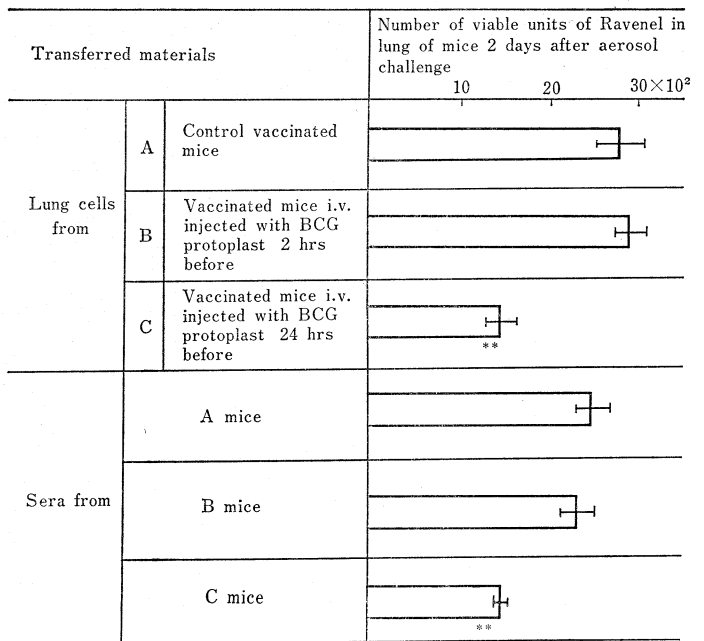 Transferred materials
Number of viable units of Ravenel in
lung of mice 2 days after aerosol
challenge
10 20 30×10²
Lung cells
from
A
Control vaccinated
mice
B
Vaccinated mice i.v.
injected with BCG
protoplast 2 hrs
before
C
Vaccinated mice i.v.
injected with BCG
protoplast 24 hrs
before
**
Sera from
A mice
B mice
C mice
**